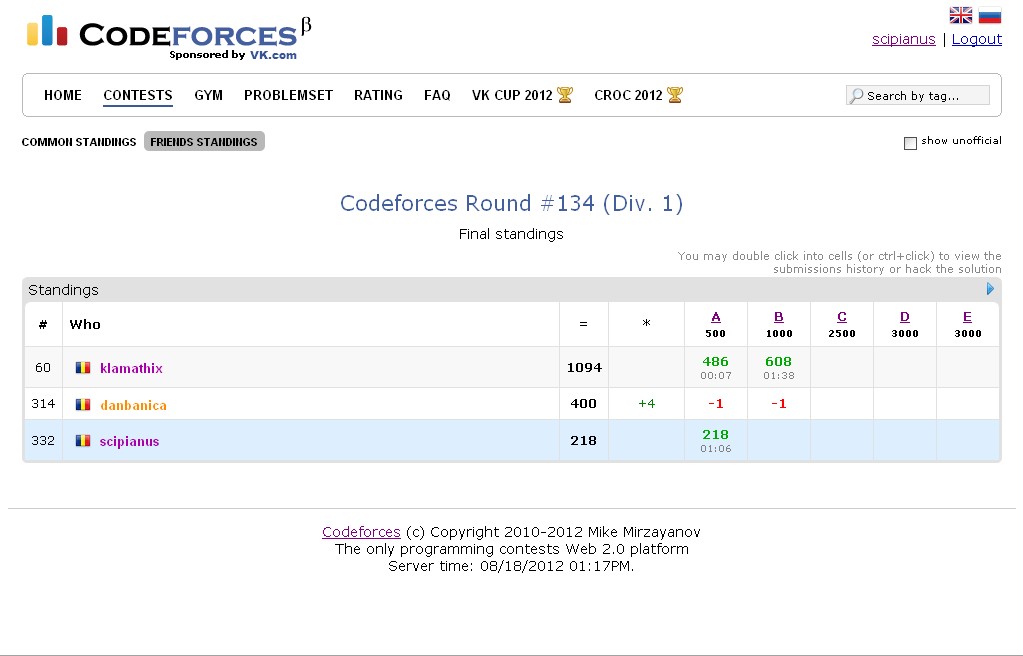 CODEFORCES β
Sponsored by VK.com
scipianus | Logout
HOME CONTESTS GYM PROBLEMSET RATING FAQ VK CUP 2012 CROC 2012 Search by tag...
COMMON STANDINGS FRIENDS STANDINGS show unofficial
Codeforces Round #134 (Div. 1)
Final standings
You may double click into cells (or ctrl+click) to view the
submissions history or hack the solution
Standings
# Who = * A B C D E
500 1000 2500 3000 3000
60 klamathix 1094 486 608
00:07 01:38
314 danbanica 400 +4 -1 -1
332 scipianus 218 218
01:06
Codeforces (c) Copyright 2010-2012 Mike Mirzayanov
The only programming contests Web 2.0 platform
Server time: 08/18/2012 01:17PM.